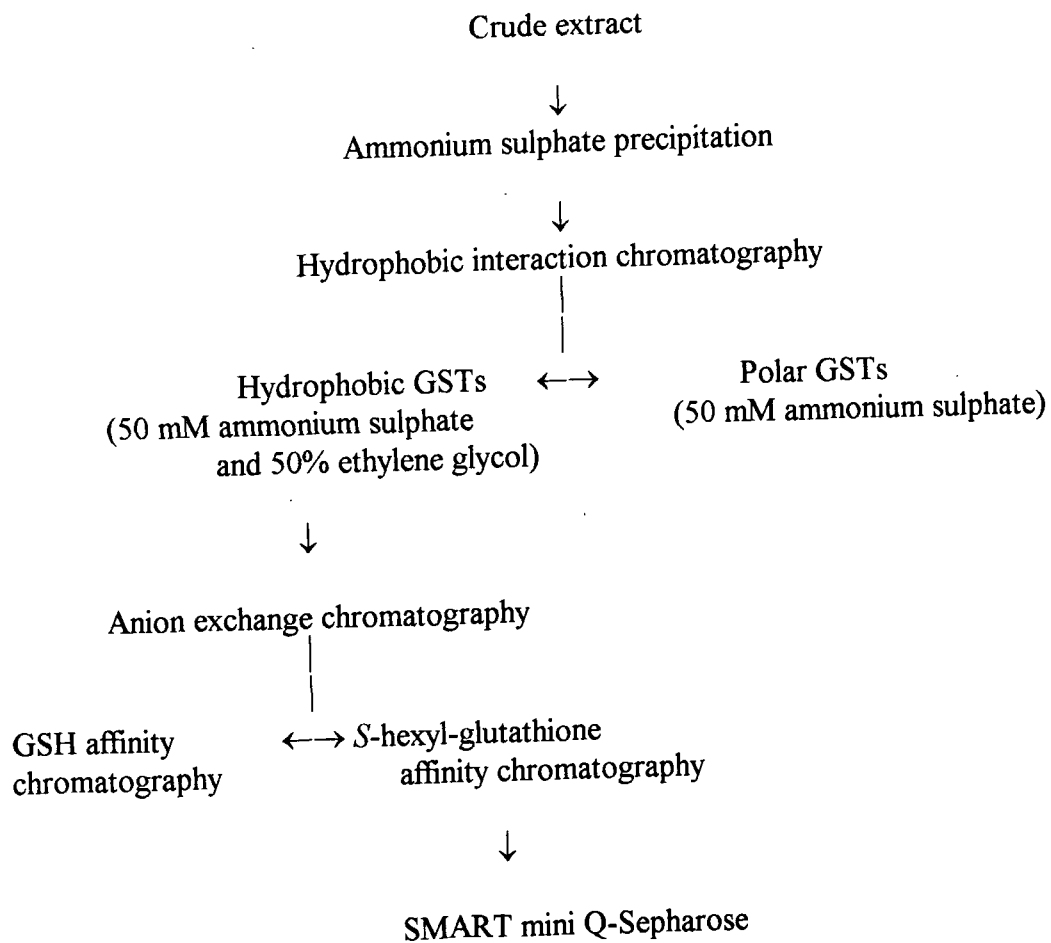 Crude extract
↓
Ammonium sulphate precipitation
↓
Hydrophobic interaction chromatography
Hydrophobic GSTs ←→ Polar GSTs
(50 mM ammonium sulphate (50 mM ammonium sulphate)
and 50% ethylene glycol)
↓
Anion exchange chromatography
GSH affinity ←→ S-hexyl-glutathione
chromatography affinity chromatography
↓
SMART mini Q-Sepharose